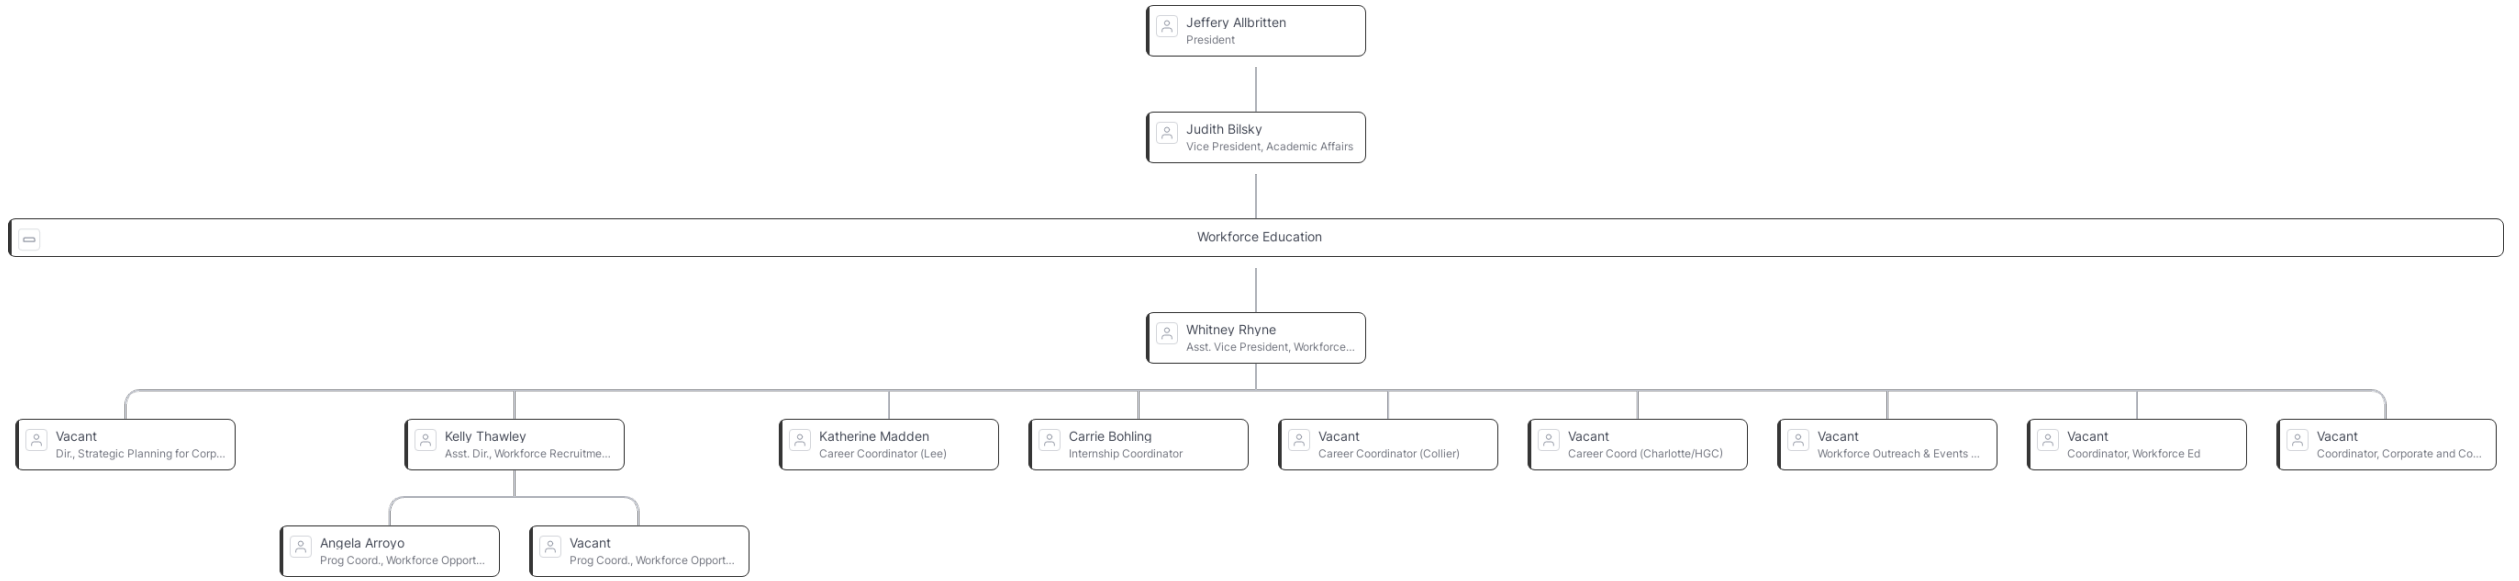 Jeffery Allbritten
President
Judith Bilsky
Vice President, Academic Affairs
Workforce Education
Whitney Rhyne
Asst. Vice President, Workforce...
Vacant
Dir., Strategic Planning for Corp...
Kelly Thawley
Asst. Dir., Workforce Recruitme...
Katherine Madden
Career Coordinator (Lee)
Carrie Bohling
Internship Coordinator
Vacant
Career Coordinator (Collier)
Vacant
Career Coord (Charlotte/HGC)
Vacant
Workforce Outreach & Events ...
Vacant
Coordinator, Workforce Ed
Vacant
Coordinator, Corporate and Co...
Angela Arroyo
Prog Coord., Workforce Opport...
Vacant
Prog Coord., Workforce Opport...